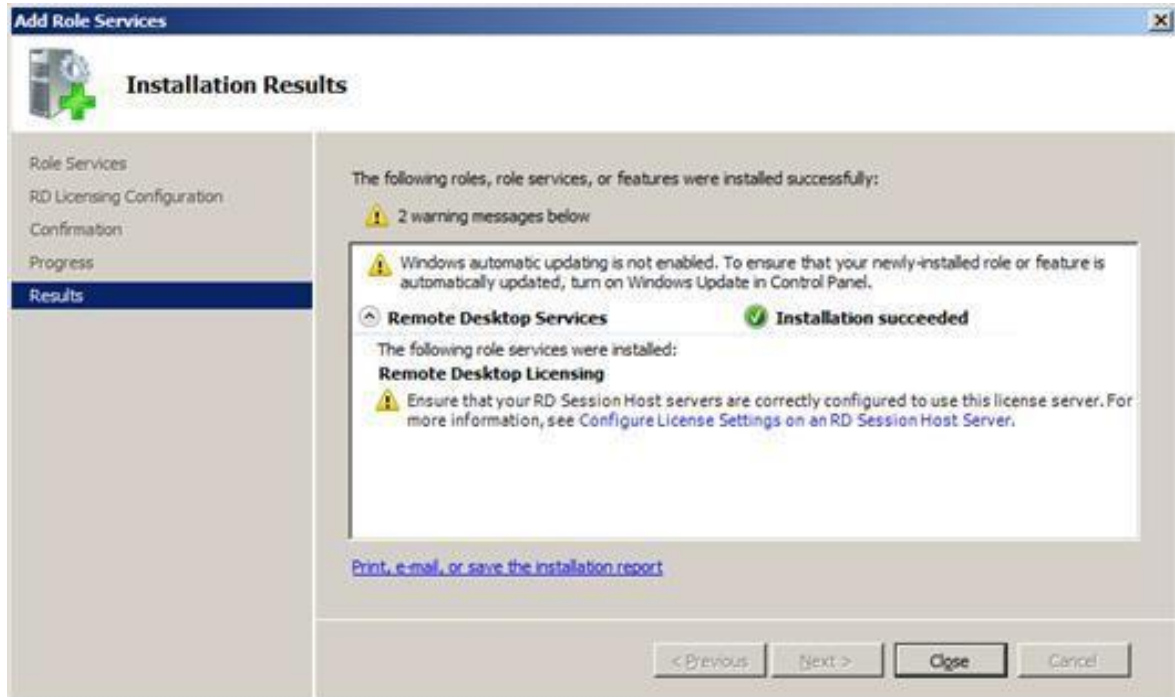 Add Role Services
Installation Results
Role Services
RD Licensing Configuration
Confirmation
Progress
Results
The following roles, role services, or features were installed successfully:
2 warning messages below
Windows automatic updating is not enabled. To ensure that your newly-installed role or feature is
automatically updated, turn on Windows Update in Control Panel.
Remote Desktop Services
Installation succeeded
The following role services were installed:
Remote Desktop Licensing
Ensure that your RD Session Host servers are correctly configured to use this license server. For
more information, see Configure License Settings on an RD Session Host Server.
Print, e-mail, or save the installation report
< Previous
Next >
Close
Cancel